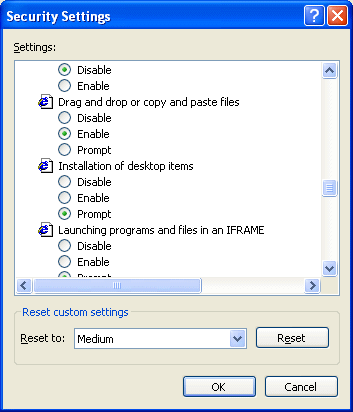 Security Settings
Settings:
Disable
Enable
Drag and drop or copy and paste files
Disable
Enable
Prompt
Installation of desktop items
Disable
Enable
Prompt
Launching programs and files in an IFRAME
Disable
Enable
Prompt
Reset custom settings
Reset to: Medium Reset
OK Cancel